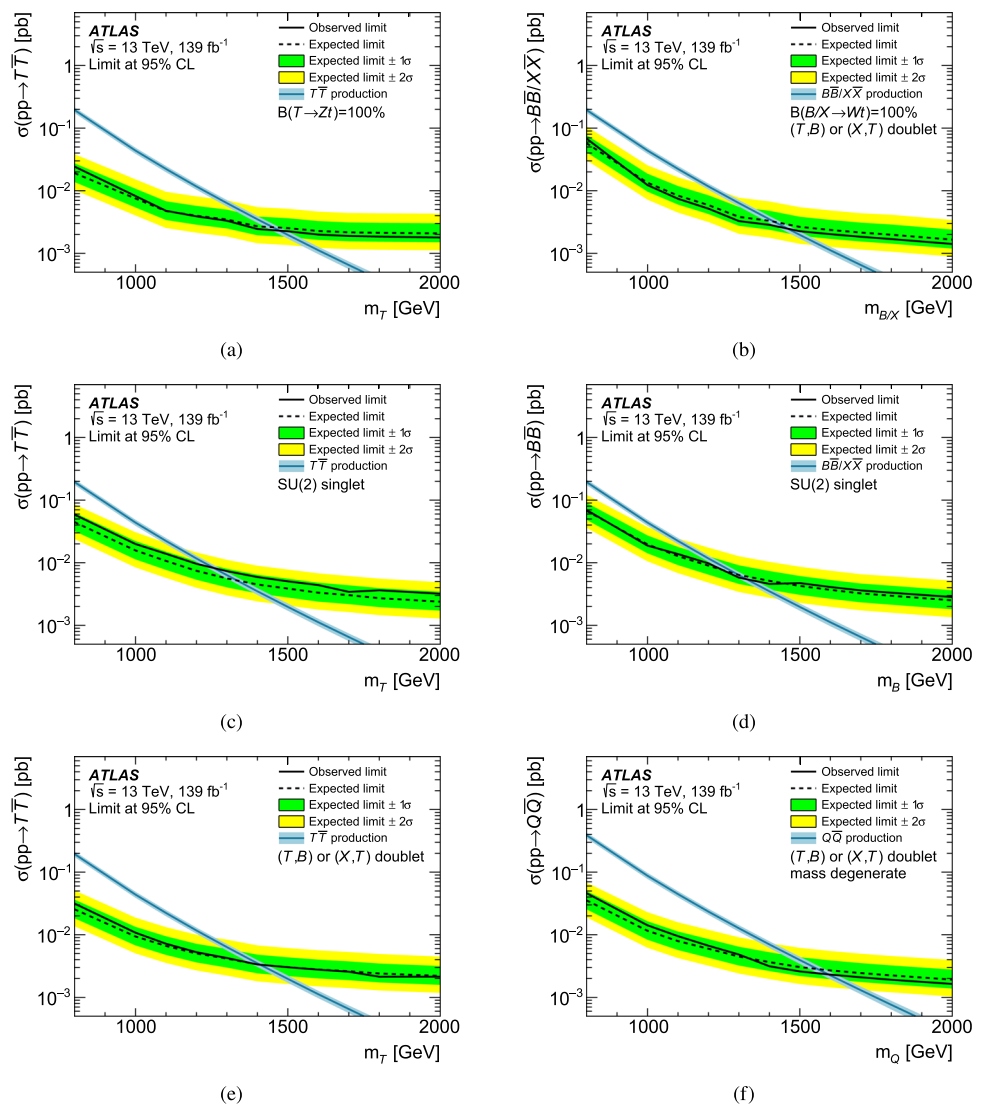 σ(pp→TT̅) [pb]
ATLAS
√s = 13 TeV, 139 fb⁻¹
Limit at 95% CL
Observed limit
Expected limit
Expected limit ± 1σ
Expected limit ± 2σ
TT̅ production
B(T→Zt)=100%
1
10⁻¹
10⁻²
10⁻³
1000 1500 2000
m_T [GeV]
(a)
σ(pp→BB̅/XX̅) [pb]
ATLAS
√s = 13 TeV, 139 fb⁻¹
Limit at 95% CL
Observed limit
Expected limit
Expected limit ± 1σ
Expected limit ± 2σ
BB̅/XX̅ production
B(B/X→Wt)=100%
(T,B) or (X,T) doublet
1
10⁻¹
10⁻²
10⁻³
1000 1500 2000
m_B/X [GeV]
(b)
σ(pp→TT̅) [pb]
ATLAS
√s = 13 TeV, 139 fb⁻¹
Limit at 95% CL
Observed limit
Expected limit
Expected limit ± 1σ
Expected limit ± 2σ
TT̅ production
SU(2) singlet
1
10⁻¹
10⁻²
10⁻³
1000 1500 2000
m_T [GeV]
(c)
σ(pp→BB̅) [pb]
ATLAS
√s = 13 TeV, 139 fb⁻¹
Limit at 95% CL
Observed limit
Expected limit
Expected limit ± 1σ
Expected limit ± 2σ
BB̅/XX̅ production
SU(2) singlet
1
10⁻¹
10⁻²
10⁻³
1000 1500 2000
m_B [GeV]
(d)
σ(pp→TT̅) [pb]
ATLAS
√s = 13 TeV, 139 fb⁻¹
Limit at 95% CL
Observed limit
Expected limit
Expected limit ± 1σ
Expected limit ± 2σ
TT̅ production
(T,B) or (X,T) doublet
1
10⁻¹
10⁻²
10⁻³
1000 1500 2000
m_T [GeV]
(e)
σ(pp→QQ̅) [pb]
ATLAS
√s = 13 TeV, 139 fb⁻¹
Limit at 95% CL
Observed limit
Expected limit
Expected limit ± 1σ
Expected limit ± 2σ
QQ̅ production
(T,B) or (X,T) doublet
mass degenerate
1
10⁻¹
10⁻²
10⁻³
1000 1500 2000
m_Q [GeV]
(f)